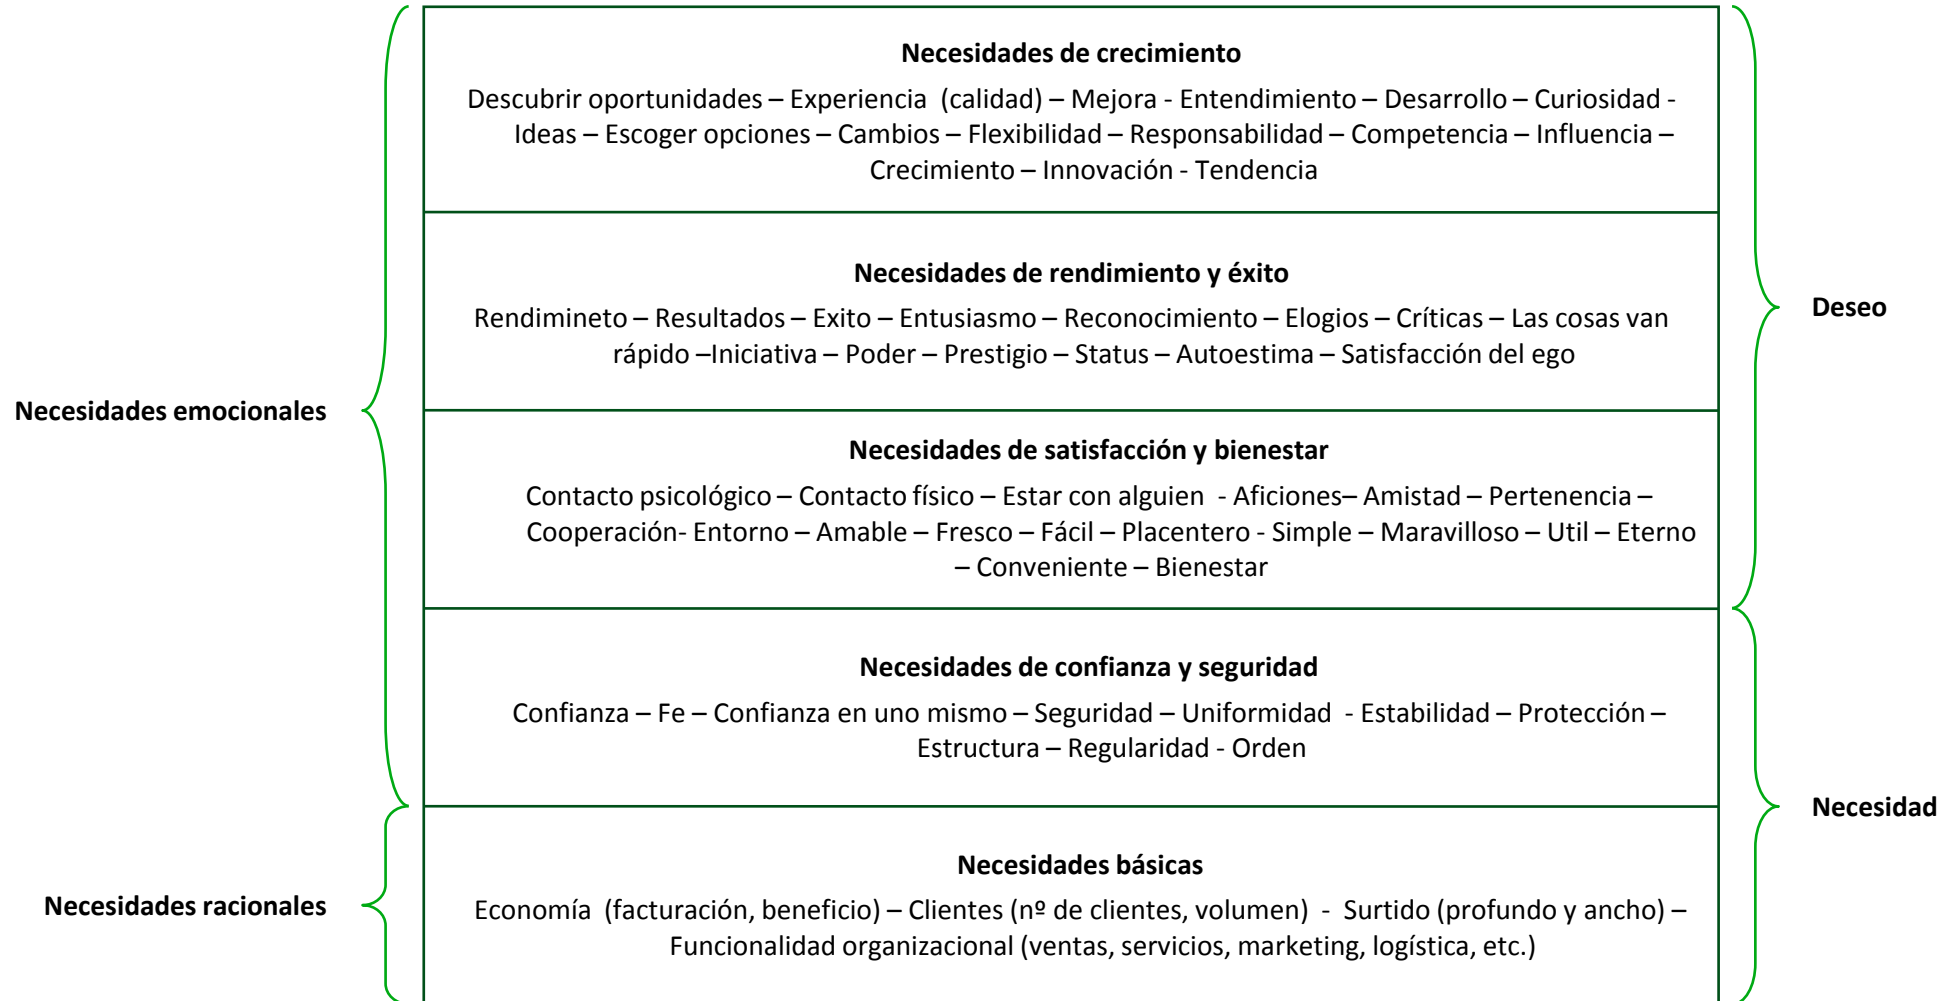 Necesidades de crecimiento
Descubrir oportunidades – Experiencia  (calidad) – Mejora - Entendimiento – Desarrollo – Curiosidad -
Ideas – Escoger opciones – Cambios – Flexibilidad – Responsabilidad – Competencia – Influencia –
Crecimiento – Innovación - Tendencia
Necesidades de rendimiento y éxito
Rendimineto – Resultados – Exito – Entusiasmo – Reconocimiento – Elogios – Críticas – Las cosas van
rápido –Iniciativa – Poder – Prestigio – Status – Autoestima – Satisfacción del ego
Deseo
Necesidades emocionales
Necesidades de satisfacción y bienestar
Contacto psicológico – Contacto físico – Estar con alguien  - Aficiones– Amistad – Pertenencia –
Cooperación- Entorno – Amable – Fresco – Fácil – Placentero - Simple – Maravilloso – Util – Eterno
– Conveniente – Bienestar
Necesidades de confianza y seguridad
Confianza – Fe – Confianza en uno mismo – Seguridad – Uniformidad  - Estabilidad – Protección –
Estructura – Regularidad - Orden
Necesidad
Necesidades básicas
Economía  (facturación, beneficio) – Clientes (nº de clientes, volumen)  -  Surtido (profundo y ancho) –
Funcionalidad organizacional (ventas, servicios, marketing, logística, etc.)
Necesidades racionales